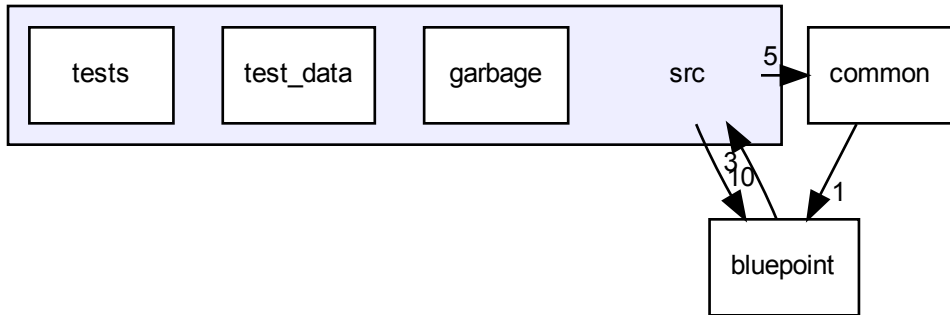 tests
test_data
garbage
src
5
common
3
10
1
bluepoint